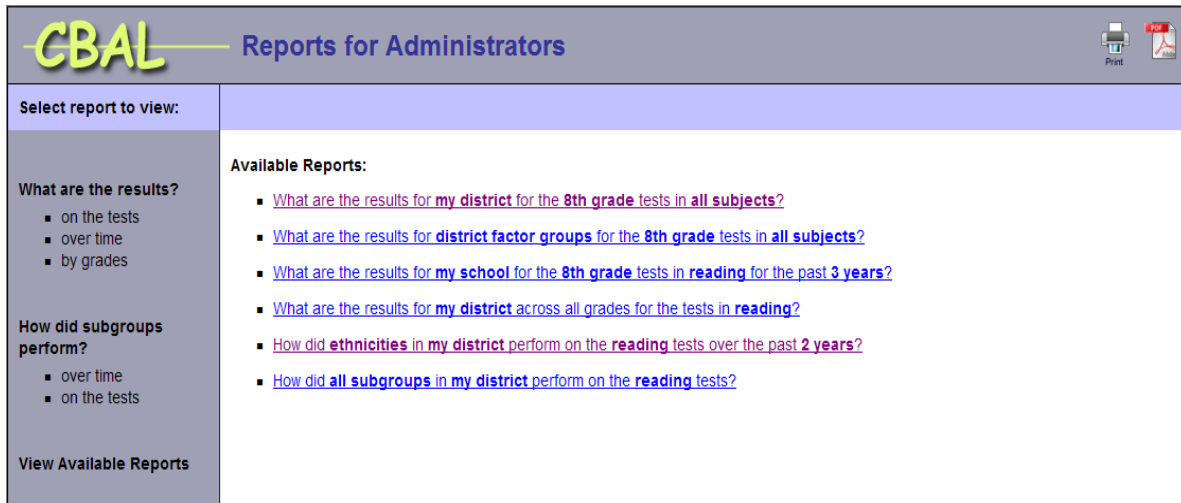 CBAL Reports for Administrators
Print
PDF
Select report to view:
What are the results?
on the tests
over time
by grades
How did subgroups
perform?
over time
on the tests
View Available Reports
Available Reports:
What are the results for my district for the 8th grade tests in all subjects?
What are the results for district factor groups for the 8th grade tests in all subjects?
What are the results for my school for the 8th grade tests in reading for the past 3 years?
What are the results for my district across all grades for the tests in reading?
How did ethnicities in my district perform on the reading tests over the past 2 years?
How did all subgroups in my district perform on the reading tests?